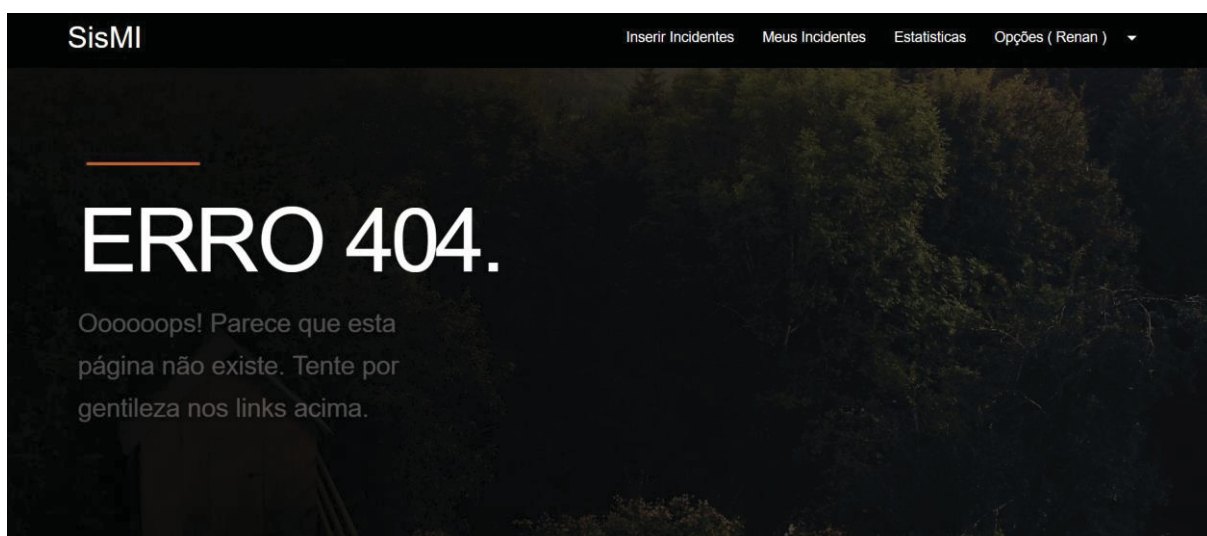 SisMI
Inserir Incidentes Meus Incidentes Estatisticas Opções ( Renan )
ERRO 404.
Oooooops! Parece que esta
página não existe. Tente por
gentileza nos links acima.